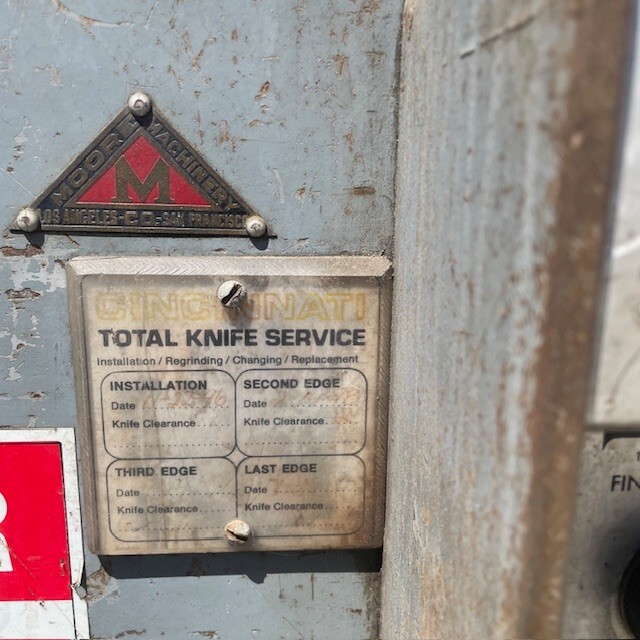 MOORE MACHINERY
M
LOS ANGELES-CO-SAN FRANCISCO
CINCINNATI
TOTAL KNIFE SERVICE
Installation / Regrinding / Changing / Replacement
INSTALLATION
Date
Knife Clearance
SECOND EDGE
Date
Knife Clearance
THIRD EDGE
Date
Knife Clearance
LAST EDGE
Date
Knife Clearance
FIN